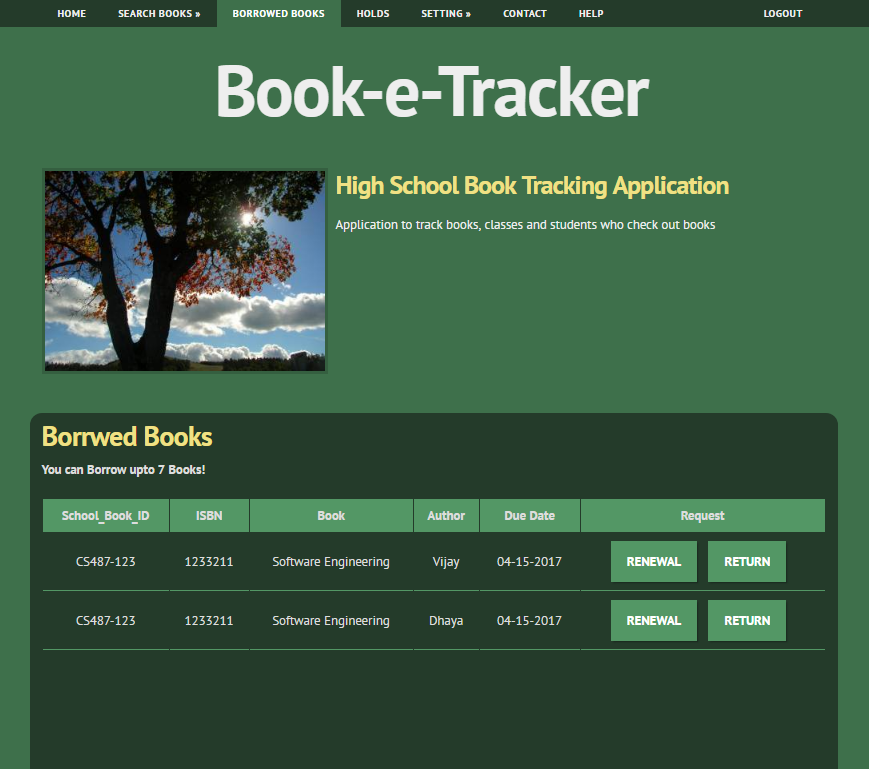 HOME SEARCH BOOKS » BORROWED BOOKS HOLDS SETTING » CONTACT HELP LOGOUT
Book-e-Tracker
High School Book Tracking Application
Application to track books, classes and students who check out books
Borrwed Books
You can Borrow upto 7 Books!
School_Book_ID ISBN Book Author Due Date Request
CS487-123 1233211 Software Engineering Vijay 04-15-2017 RENEWAL RETURN
CS487-123 1233211 Software Engineering Dhaya 04-15-2017 RENEWAL RETURN